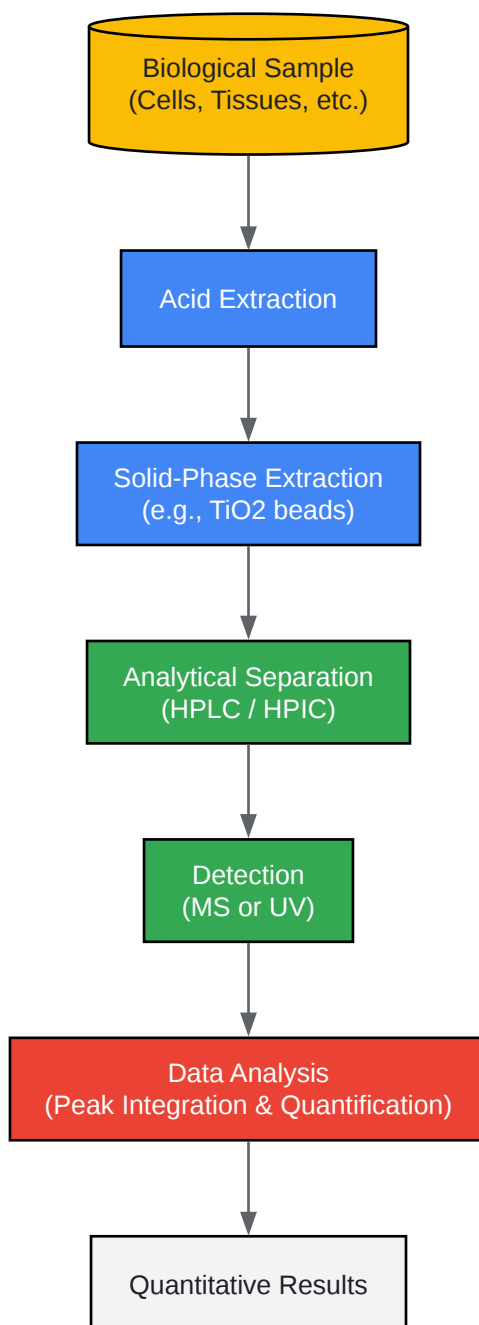 Biological Sample
(Cells, Tissues, etc.)
Acid Extraction
Solid-Phase Extraction
(e.g., TiO2 beads)
Analytical Separation
(HPLC / HPIC)
Detection
(MS or UV)
Data Analysis
(Peak Integration & Quantification)
Quantitative Results